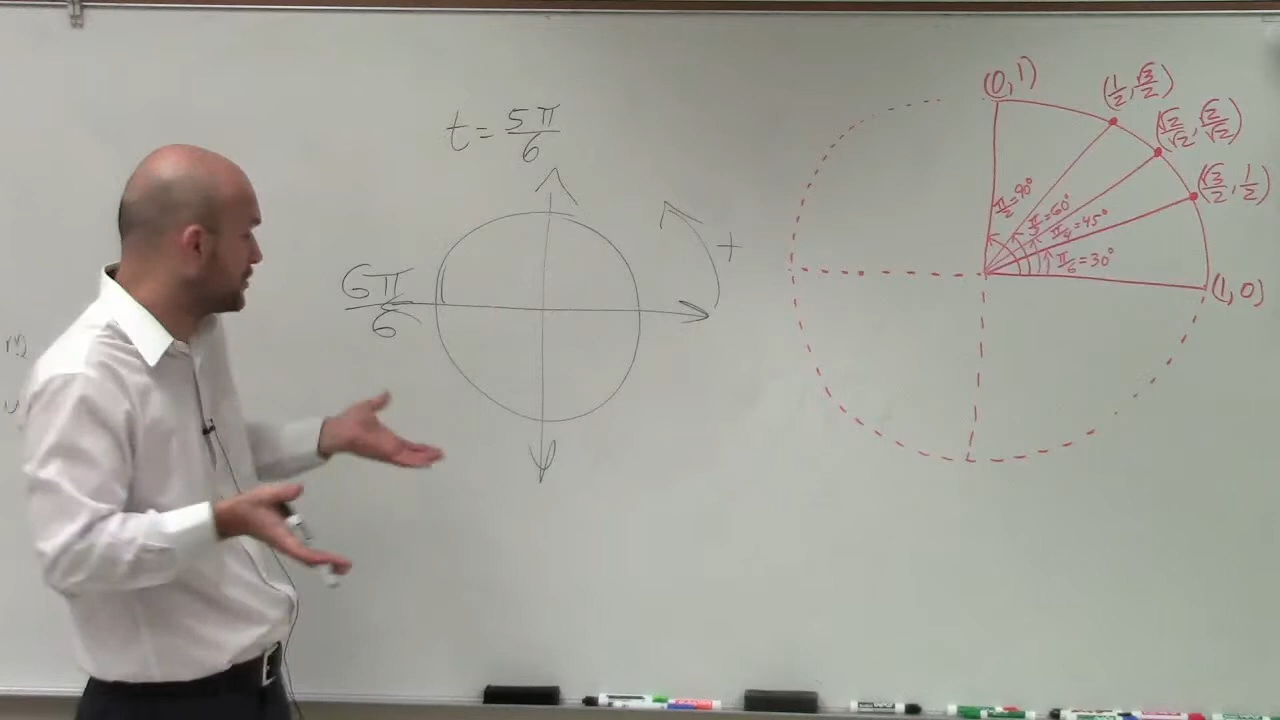 t = 5π/6
6π/6
+
(0, 1)
(1/2, √3/2)
(√2/√2, √2/√2)
(√3/2, 1/2)
(1, 0)
π/2 = 90°
π/3 = 60°
π/4 = 45°
π/6 = 30°